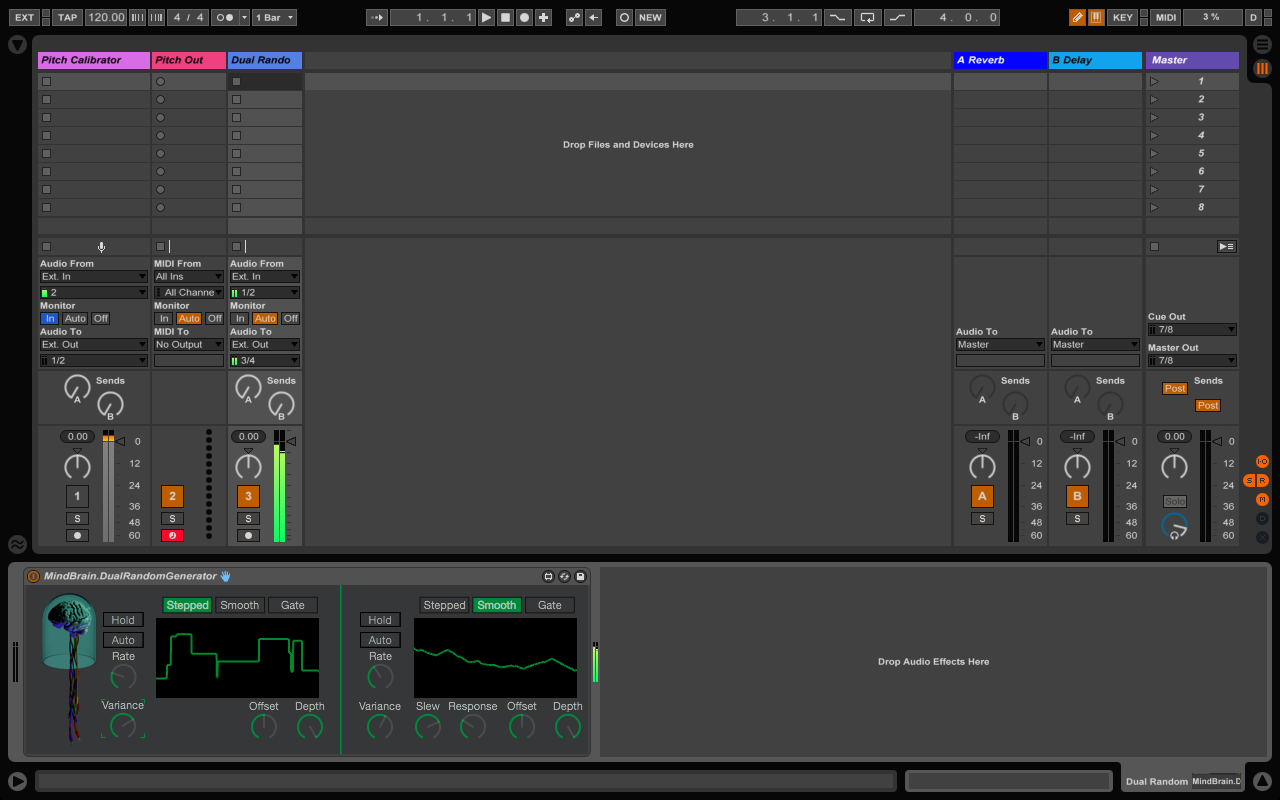 EXT TAP 120.00 4 / 4 1 Bar 1. 1. 1 NEW 3. 1. 1 4. 0. 0 KEY MIDI 3 % D
Pitch Calibrator Pitch Out Dual Rando A Reverb B Delay Master
1
2
3
4
Drop Files and Devices Here
5
6
7
8
Audio From MIDI From Audio From
Ext. In All Ins Ext. In
2 All Channe 1/2
Monitor Monitor Monitor
In Auto Off In Auto Off In Auto Off
Cue Out
7/8
Audio To MIDI To Audio To Audio To Audio To
Ext. Out No Output Ext. Out Master Master
Master Out
1/2 3/4 7/8
Sends Sends Sends Sends Sends
A A A A Post
B B B B Post
0.00 0.00 -Inf -Inf 0.00
0 0 0 0
12 12 12 12
24 24 24 24
1 2 3 A B Solo
36 36 36 36
S S S S S
48 48 48 48
60 60 60 60
I·O
S R
M
D
X
MindBrain.DualRandomGenerator
Stepped Smooth Gate Stepped Smooth Gate
Hold Hold
Auto Auto
Rate Rate
Drop Audio Effects Here
Variance Offset Depth Variance Slew Response Offset Depth
Dual Random MindBrain.D